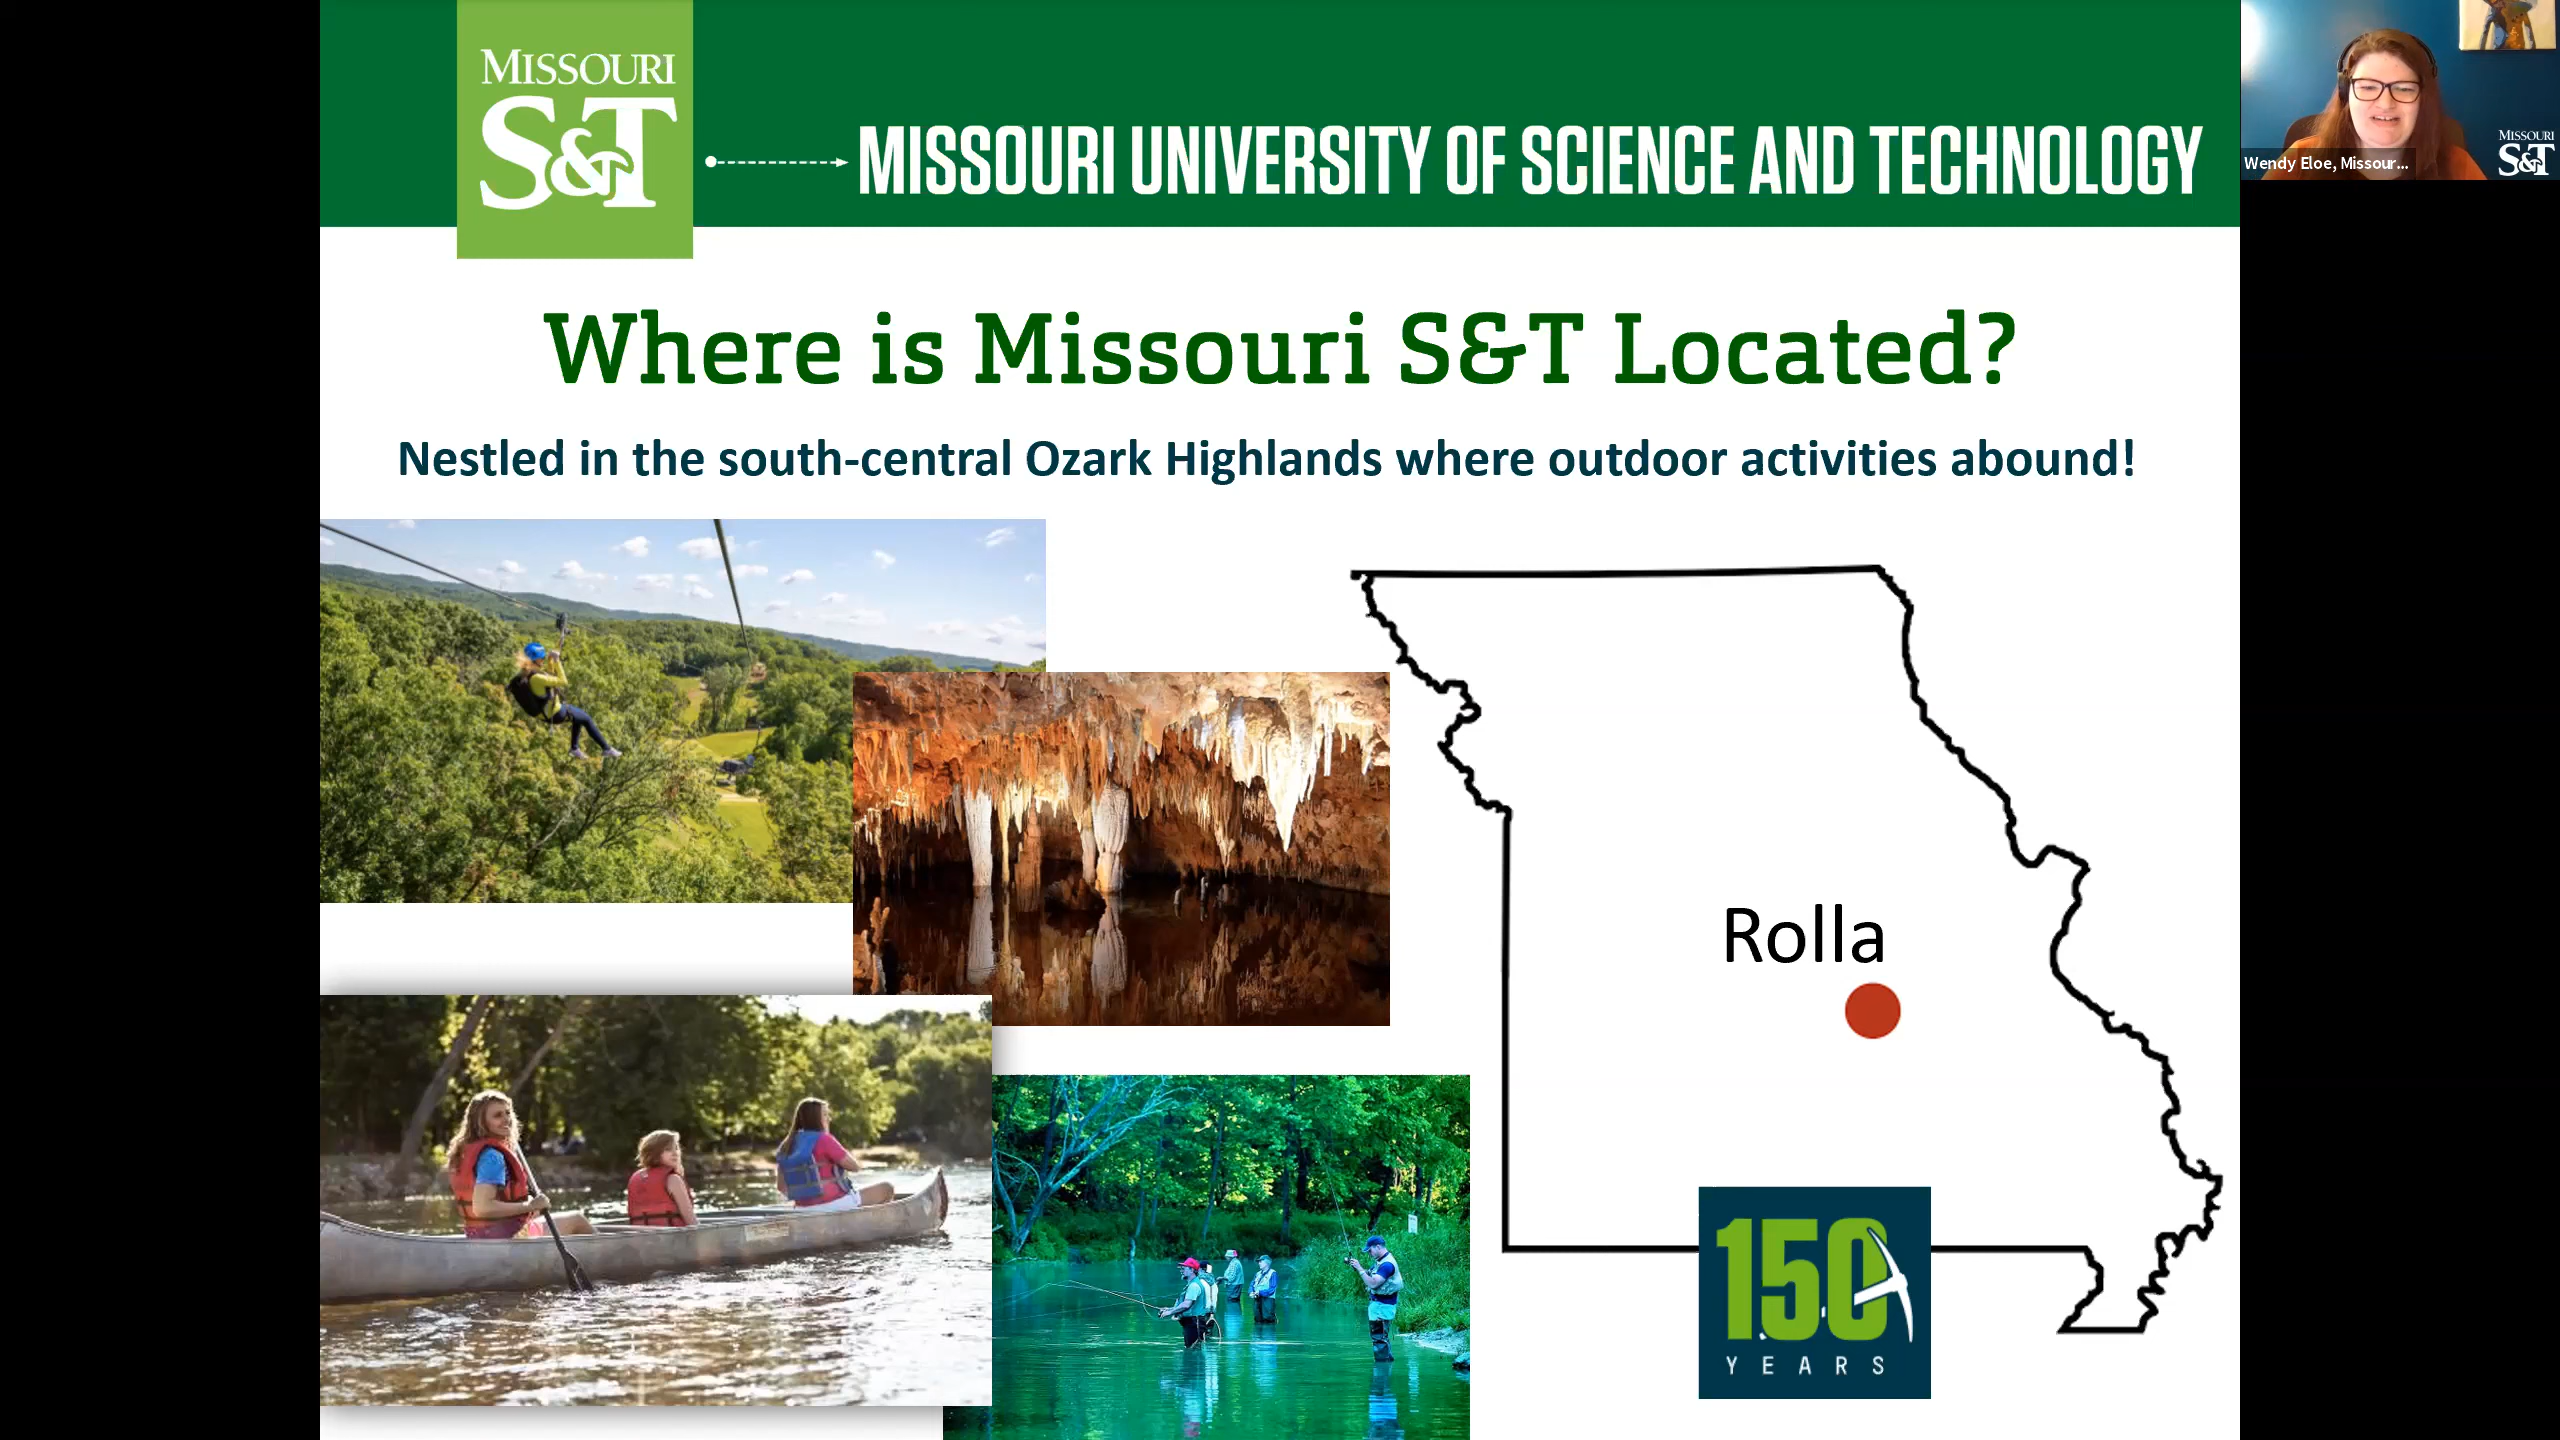 MISSOURI
S&T
MISSOURI UNIVERSITY OF SCIENCE AND TECHNOLOGY
MISSOURI
S&T
Wendy Eloe, Missour...
Where is Missouri S&T Located?
Nestled in the south-central Ozark Highlands where outdoor activities abound!
Rolla
150
YEARS